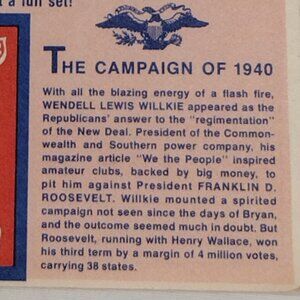 a full set!
THE CAMPAIGN OF 1940
With all the blazing energy of a flash fire,
WENDELL LEWIS WILLKIE appeared as the
Republicans' answer to the "regimentation"
of the New Deal. President of the Common-
wealth and Southern power company, his
magazine article "We the People" inspired
amateur clubs, backed by big money, to
pit him against President FRANKLIN D.
ROOSEVELT. Willkie mounted a spirited
campaign not seen since the days of Bryan,
and the outcome seemed much in doubt. But
Roosevelt, running with Henry Wallace, won
his third term by a margin of 4 million votes,
carrying 38 states.